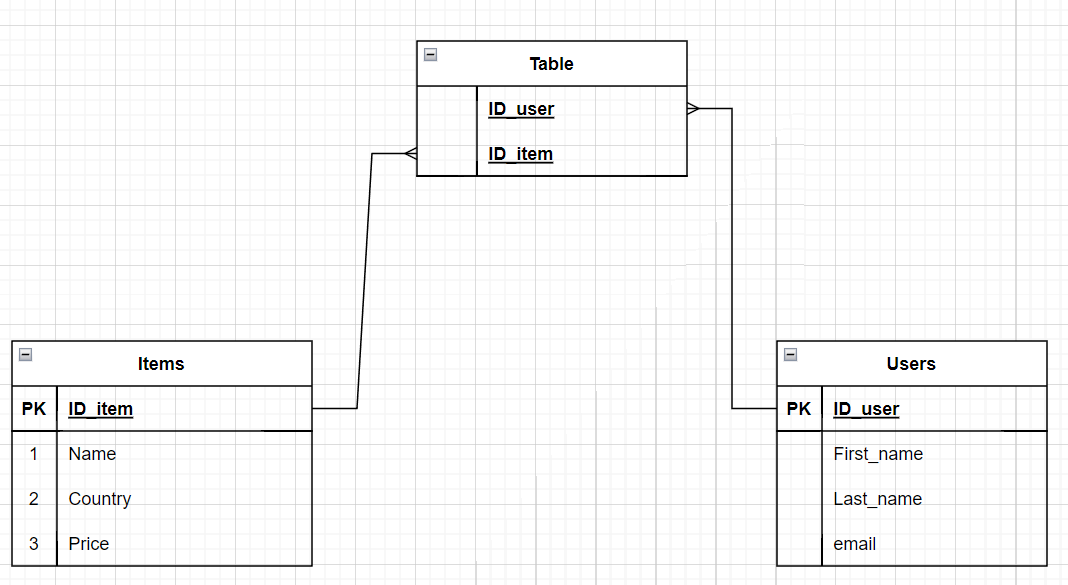 Table
ID_user
ID_item
Items
PK ID_item
1 Name
2 Country
3 Price
Users
PK ID_user
First_name
Last_name
email